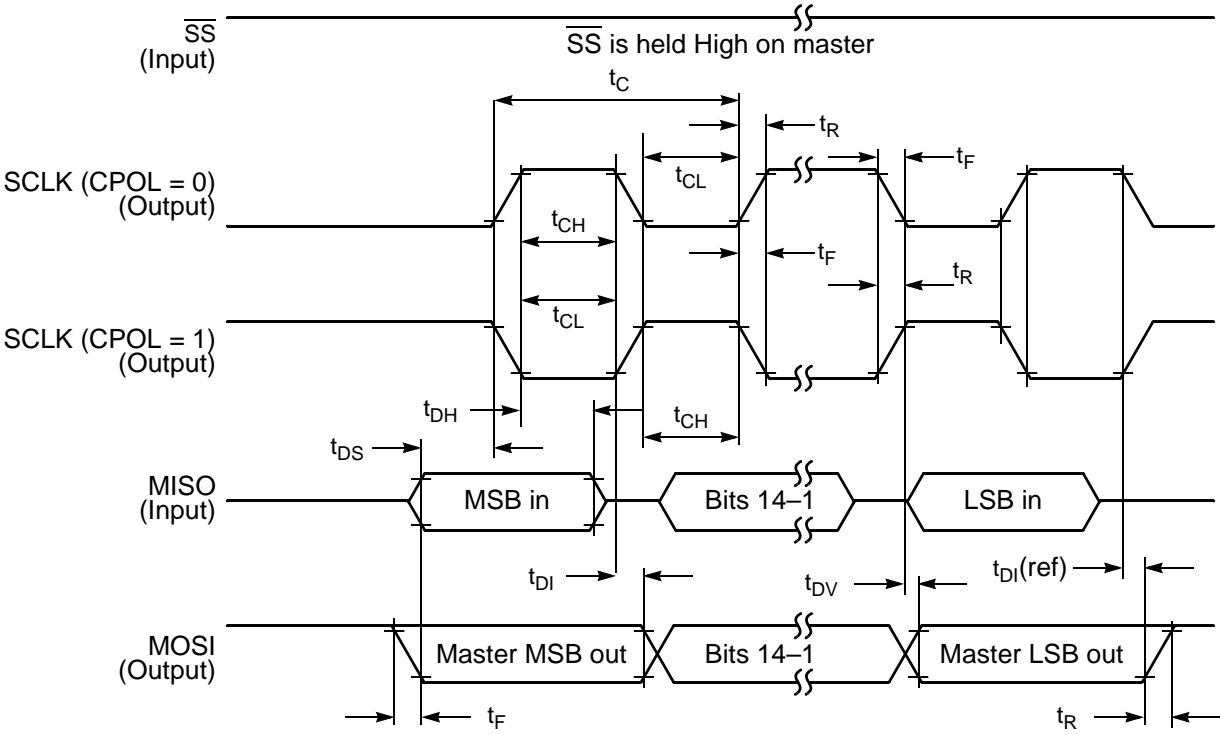 SS
(Input)
SS is held High on master
tC
tR
tF
SCLK (CPOL = 0)
(Output)
tCL
tCH
tF
tR
tCL
SCLK (CPOL = 1)
(Output)
tDH
tCH
tDS
MISO
(Input)
MSB in
Bits 14–1
LSB in
tDI
tDV
tDI(ref)
MOSI
(Output)
Master MSB out
Bits 14–1
Master LSB out
tF
tR